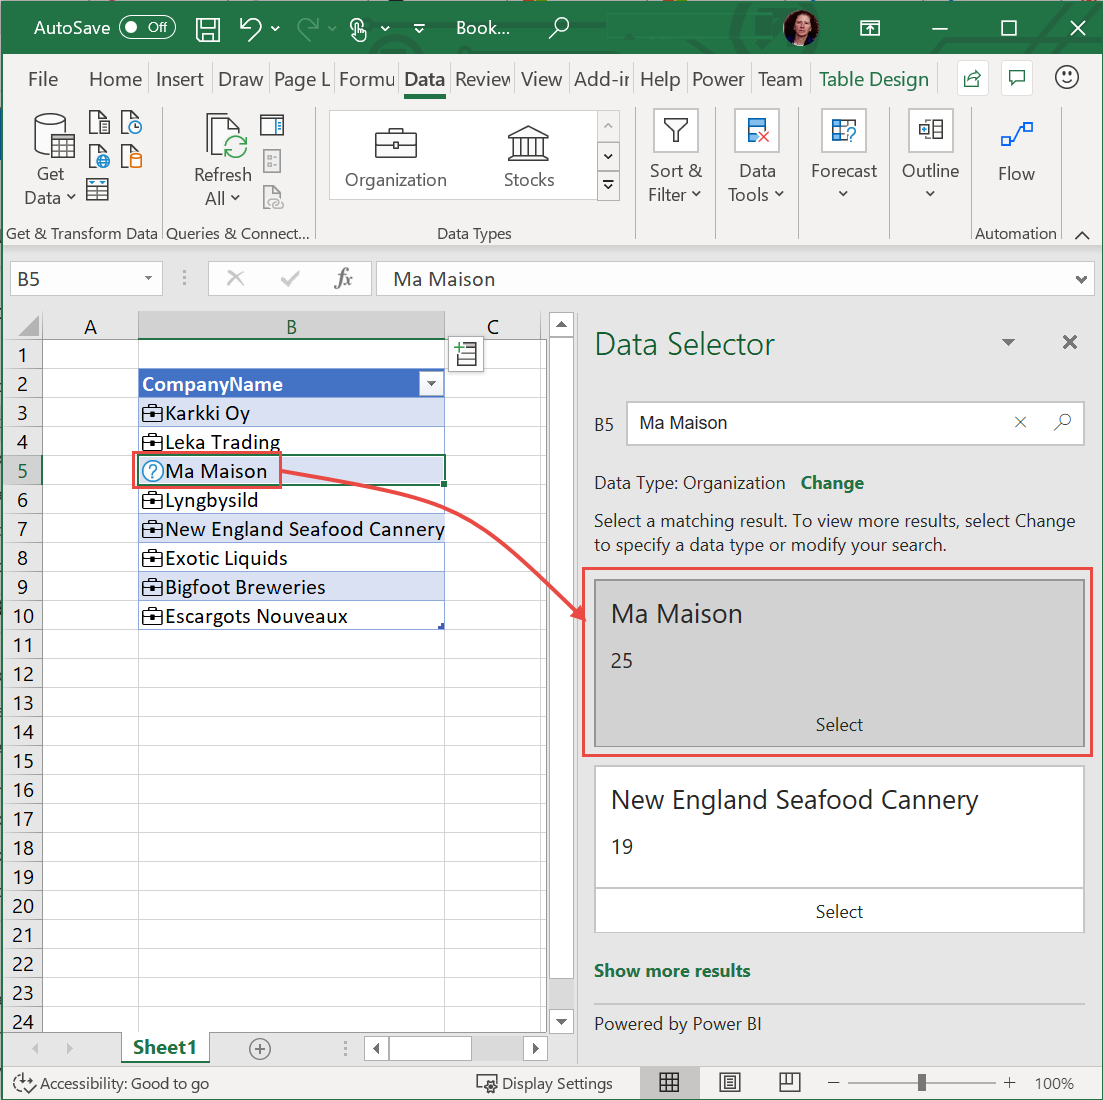 AutoSave Off Book...
File Home Insert Draw Page L Formu Data Review View Add-in Help Power Team Table Design
Get Data
Refresh All
Organization Stocks
Sort & Filter
Data Tools
Forecast
Outline
Flow
Get & Transform Data Queries & Connect... Data Types Automation
B5 fx Ma Maison
A B C
1
2 CompanyName
3 Karkki Oy
4 Leka Trading
5 ? Ma Maison
6 Lyngbysild
7 New England Seafood Cannery
8 Exotic Liquids
9 Bigfoot Breweries
10 Escargots Nouveaux
11
12
13
14
15
16
17
18
19
20
21
22
23
24
Data Selector
B5 Ma Maison
Data Type: Organization Change
Select a matching result. To view more results, select Change
to specify a data type or modify your search.
Ma Maison
25
Select
New England Seafood Cannery
19
Select
Show more results
Powered by Power BI
Sheet1
Accessibility: Good to go Display Settings 100%